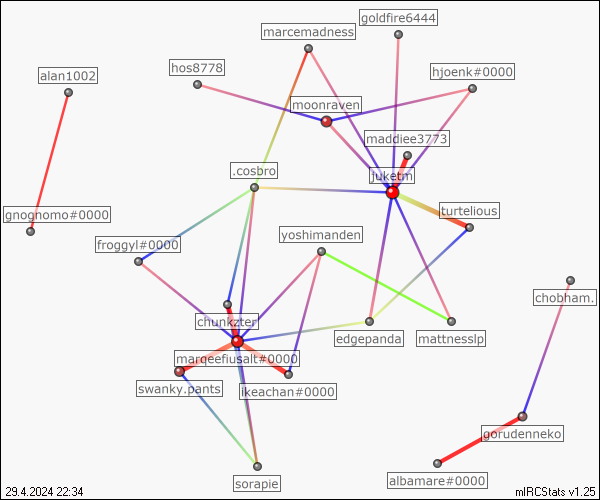 goldfire6444
marcemadness
hos8778
hjoenk#0000
alan1002
moonraven
maddiee3773
.cosbro
juketn
turtelious
gnognomo#0000
yoshimanden
froggyl#0000
chobham.
chunkzter
edgepanda
mattnesslp
marqeefiusalt#0000
swanky.pants
ikeachan#0000
gorudenneko
sorapie
albamare#0000
29.4.2024 22:34
mIRCStats v1.25